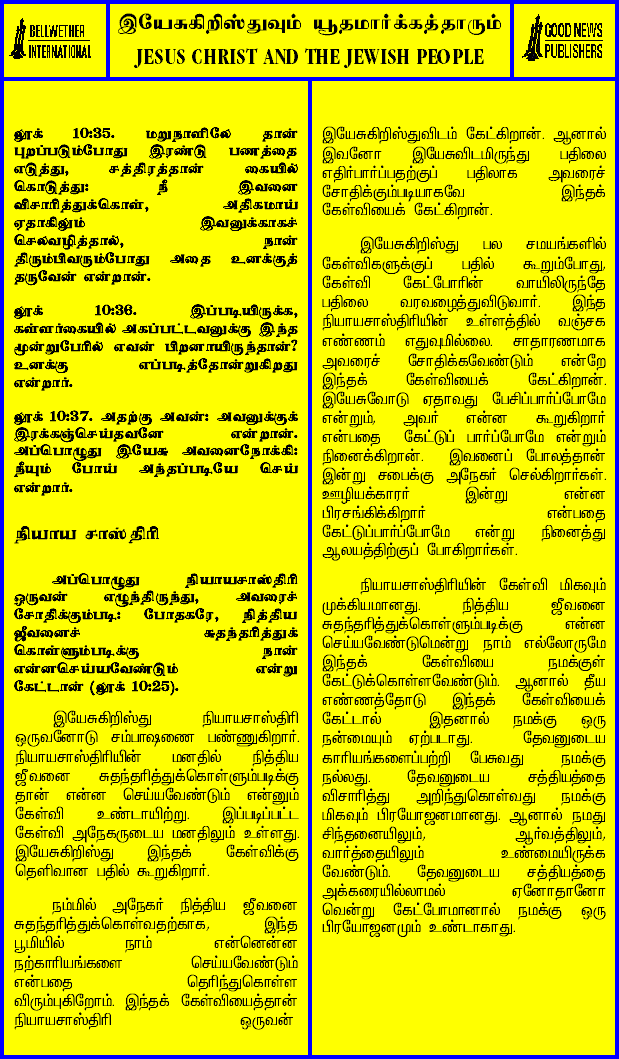 BELLWETHER
INTERNATIONAL
இயேசுகிறிஸ்துவும் யூதமார்க்கத்தாரும்
JESUS CHRIST AND THE JEWISH PEOPLE
GOOD NEWS
PUBLISHERS
லூக் 10:35. மறுநாளிலே தான்
புறப்படும்போது இரண்டு பணத்தை
எடுத்து, சத்திரத்தான் கையில்
கொடுத்து: நீ இவனை
விசாரித்துக்கொள், அதிகமாய்
ஏதாகிலும் இவனுக்காகச்
செலவழித்தால், நான்
திரும்பிவரும்போது அதை உனக்குத்
தருவேன் என்றான்.
லூக் 10:36. இப்படியிருக்க,
கள்ளர்கையில் அகப்பட்டவனுக்கு இந்த
மூன்றுபேரில் எவன் பிறனாயிருந்தான்?
உனக்கு எப்படித்தோன்றுகிறது
என்றார்.
லூக் 10:37. அதற்கு அவன்: அவனுக்குக்
இரக்கஞ்செய்தவனே என்றான்.
அப்பொழுது இயேசு அவனைநோக்கி:
நீயும் போய் அந்தப்படியே செய்
என்றார்.
நியாய சாஸ்திரி
அப்பொழுது நியாயசாஸ்திரி
ஒருவன் எழுந்திருந்து, அவரைச்
சோதிக்கும்படி: போதகரே, நித்திய
ஜீவனைச் சுதந்தரித்துக்
கொள்ளும்படிக்கு நான்
என்னசெய்யவேண்டும் என்று
கேட்டான் (லூக் 10:25).
இயேசுகிறிஸ்து நியாயசாஸ்திரி
ஒருவனோடு சம்பாஷணை பண்ணுகிறார்.
நியாயசாஸ்திரியின் மனதில் நித்திய
ஜீவனை சுதந்தரித்துக்கொள்ளும்படிக்கு
தான் என்ன செய்யவேண்டும் என்னும்
கேள்வி உண்டாயிற்று. இப்படிப்பட்ட
கேள்வி அநேகருடைய மனதிலும் உள்ளது.
இயேசுகிறிஸ்து இந்தக் கேள்விக்கு
தெளிவான பதில் கூறுகிறார்.
நம்மில் அநேகர் நித்திய ஜீவனை
சுதந்தரித்துக்கொள்வதற்காக, இந்த
பூமியில் நாம் என்னென்ன
நற்காரியங்களை செய்யவேண்டும்
என்பதை தெரிந்துகொள்ள
விரும்புகிறோம். இந்தக் கேள்வியைத்தான்
நியாயசாஸ்திரி ஒருவன்
இயேசுகிறிஸ்துவிடம் கேட்கிறான். ஆனால்
இவனோ இயேசுவிடமிருந்து பதிலை
எதிர்பார்ப்பதற்குப் பதிலாக அவரைச்
சோதிக்கும்படியாகவே இந்தக்
கேள்வியைக் கேட்கிறான்.
இயேசுகிறிஸ்து பல சமயங்களில்
கேள்விகளுக்குப் பதில் கூறும்போது,
கேள்வி கேட்போரின் வாயிலிருந்தே
பதிலை வரவழைத்துவிடுவார். இந்த
நியாயசாஸ்திரியின் உள்ளத்தில் வஞ்சக
எண்ணம் எதுவுமில்லை. சாதாரணமாக
அவரைச் சோதிக்கவேண்டும் என்றே
இந்தக் கேள்வியைக் கேட்கிறான்.
இயேசுவோடு ஏதாவது பேசிப்பார்ப்போமே
என்றும், அவர் என்ன கூறுகிறார்
என்பதை கேட்டுப் பார்ப்போமே என்றும்
நினைக்கிறான். இவனைப் போலத்தான்
இன்று சபைக்கு அநேகர் செல்கிறார்கள்.
ஊழியக்காரர் இன்று என்ன
பிரசங்கிக்கிறார் என்பதை
கேட்டுப்பார்ப்போமே என்று நினைத்து
ஆலயத்திற்குப் போகிறார்கள்.
நியாயசாஸ்திரியின் கேள்வி மிகவும்
முக்கியமானது. நித்திய ஜீவனை
சுதந்தரித்துக்கொள்ளும்படிக்கு என்ன
செய்யவேண்டுமென்று நாம் எல்லோருமே
இந்தக் கேள்வியை நமக்குள்
கேட்டுக்கொள்ளவேண்டும். ஆனால் தீய
எண்ணத்தோடு இந்தக் கேள்வியைக்
கேட்டால் இதனால் நமக்கு ஒரு
நன்மையும் ஏற்படாது. தேவனுடைய
காரியங்களைப்பற்றி பேசுவது நமக்கு
நல்லது. தேவனுடைய சத்தியத்தை
விசாரித்து அறிந்துகொள்வது நமக்கு
மிகவும் பிரயோஜனமானது. ஆனால் நமது
சிந்தனையிலும், ஆர்வத்திலும்,
வார்த்தையிலும் உண்மையிருக்க
வேண்டும். தேவனுடைய சத்தியத்தை
அக்கரையில்லாமல் ஏனோதானோ
வென்று கேட்போமானால் நமக்கு ஒரு
பிரயோஜனமும் உண்டாகாது.